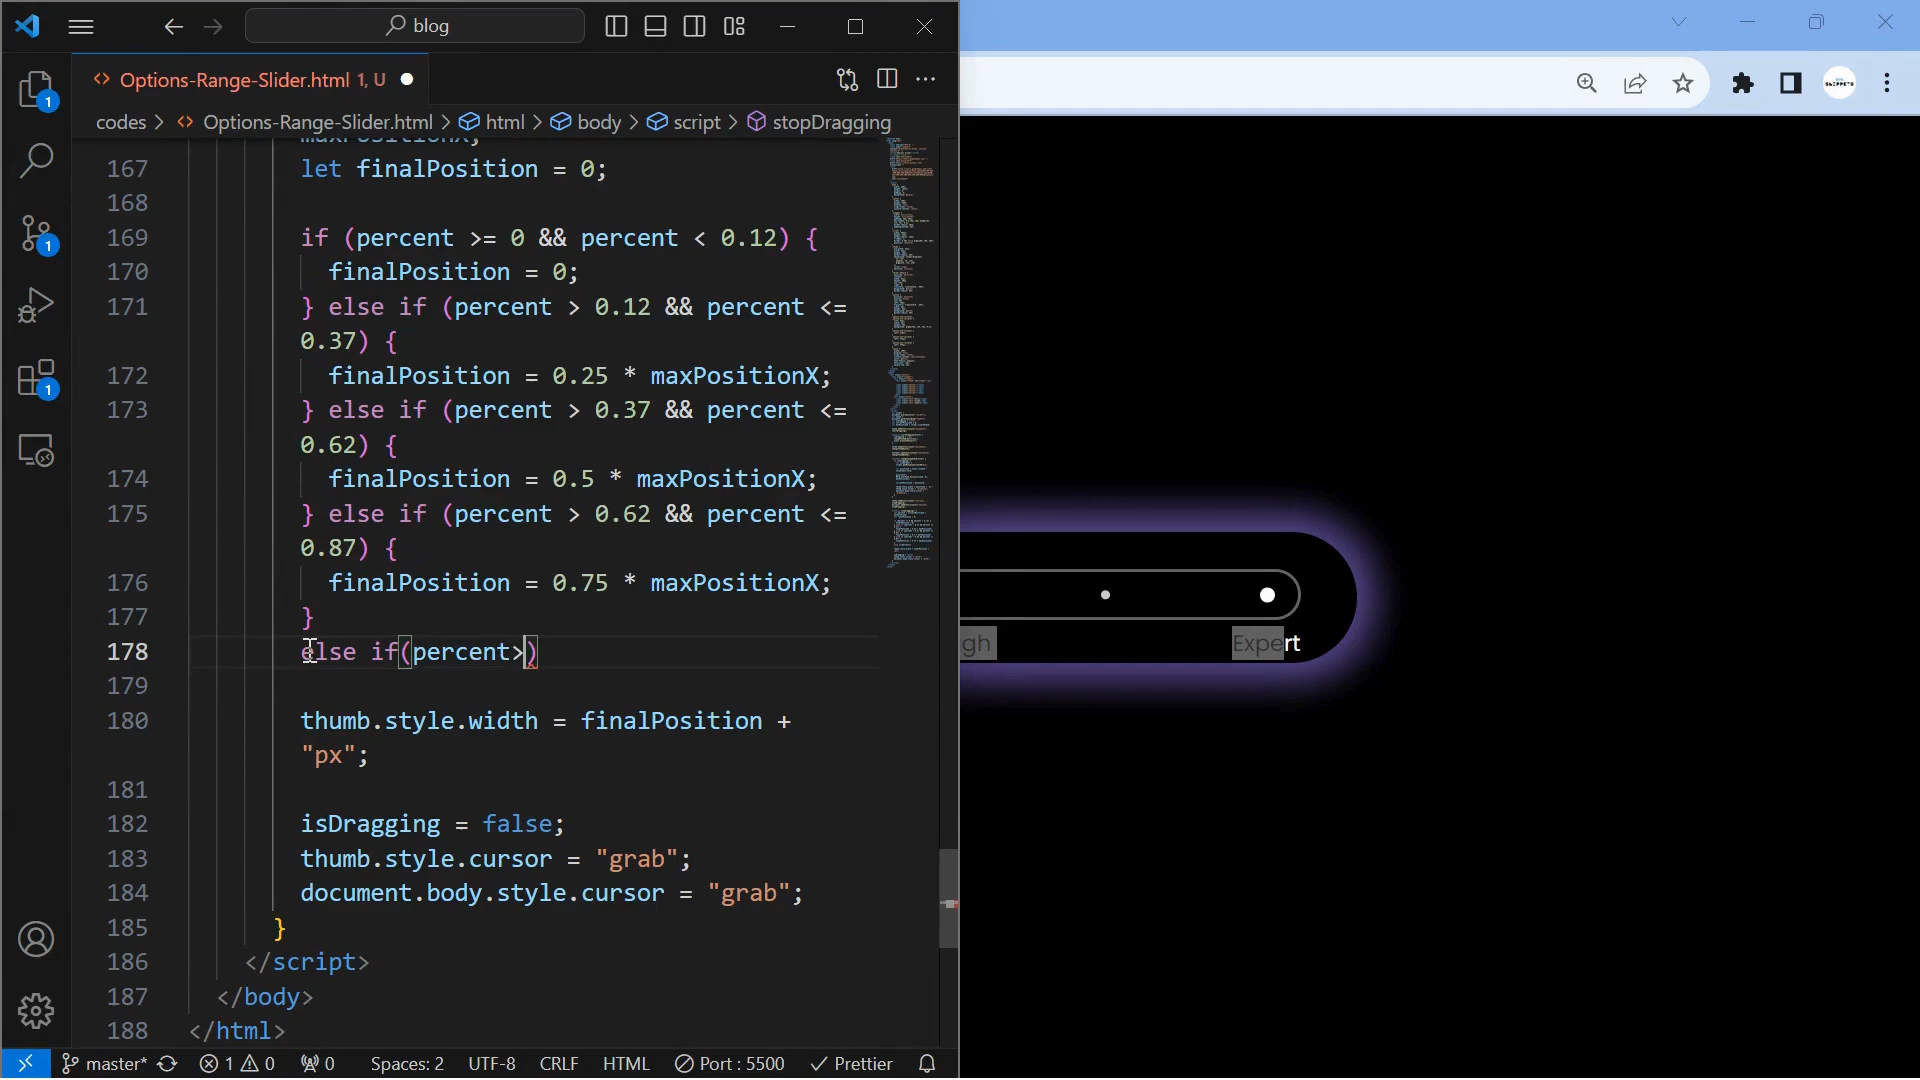 blog
Options-Range-Slider.html 1, U
codes > Options-Range-Slider.html > html > body > script > stopDragging
maxPositionX;
167 let finalPosition = 0;
168
169 if (percent >= 0 && percent < 0.12) {
170 finalPosition = 0;
171 } else if (percent > 0.12 && percent <=
0.37) {
172 finalPosition = 0.25 * maxPositionX;
173 } else if (percent > 0.37 && percent <=
0.62) {
174 finalPosition = 0.5 * maxPositionX;
175 } else if (percent > 0.62 && percent <=
0.87) {
176 finalPosition = 0.75 * maxPositionX;
177 }
178 else if(percent>)
179
180 thumb.style.width = finalPosition +
"px";
181
182 isDragging = false;
183 thumb.style.cursor = "grab";
184 document.body.style.cursor = "grab";
185 }
186 </script>
187 </body>
188 </html>
gh Expert
1
1
1
master* 1 0 0 Spaces: 2 UTF-8 CRLF HTML Port : 5500 Prettier